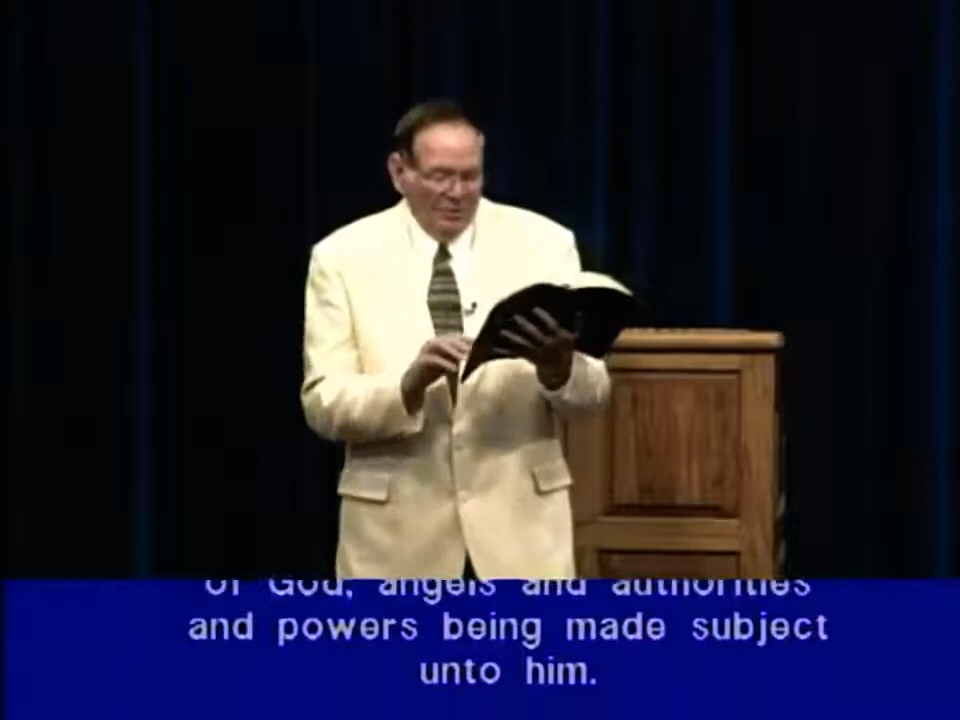 of God, angels and authorities
and powers being made subject
unto him.